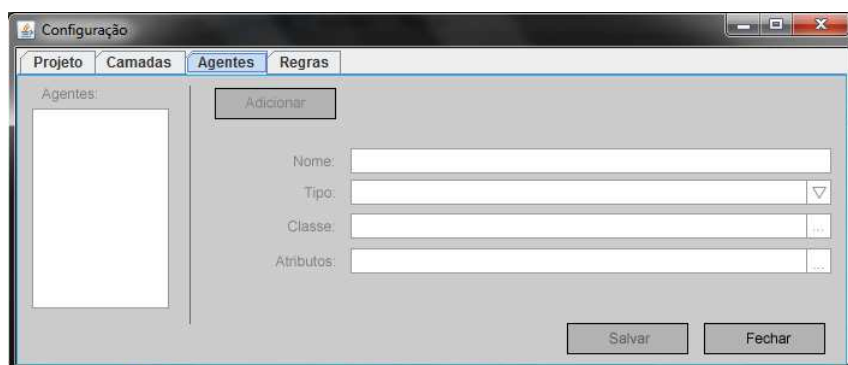 Configuração
Projeto Camadas Agentes Regras
Agentes:
Adicionar
Nome:
Tipo:
Classe:
...
Atributos:
...
Salvar Fechar